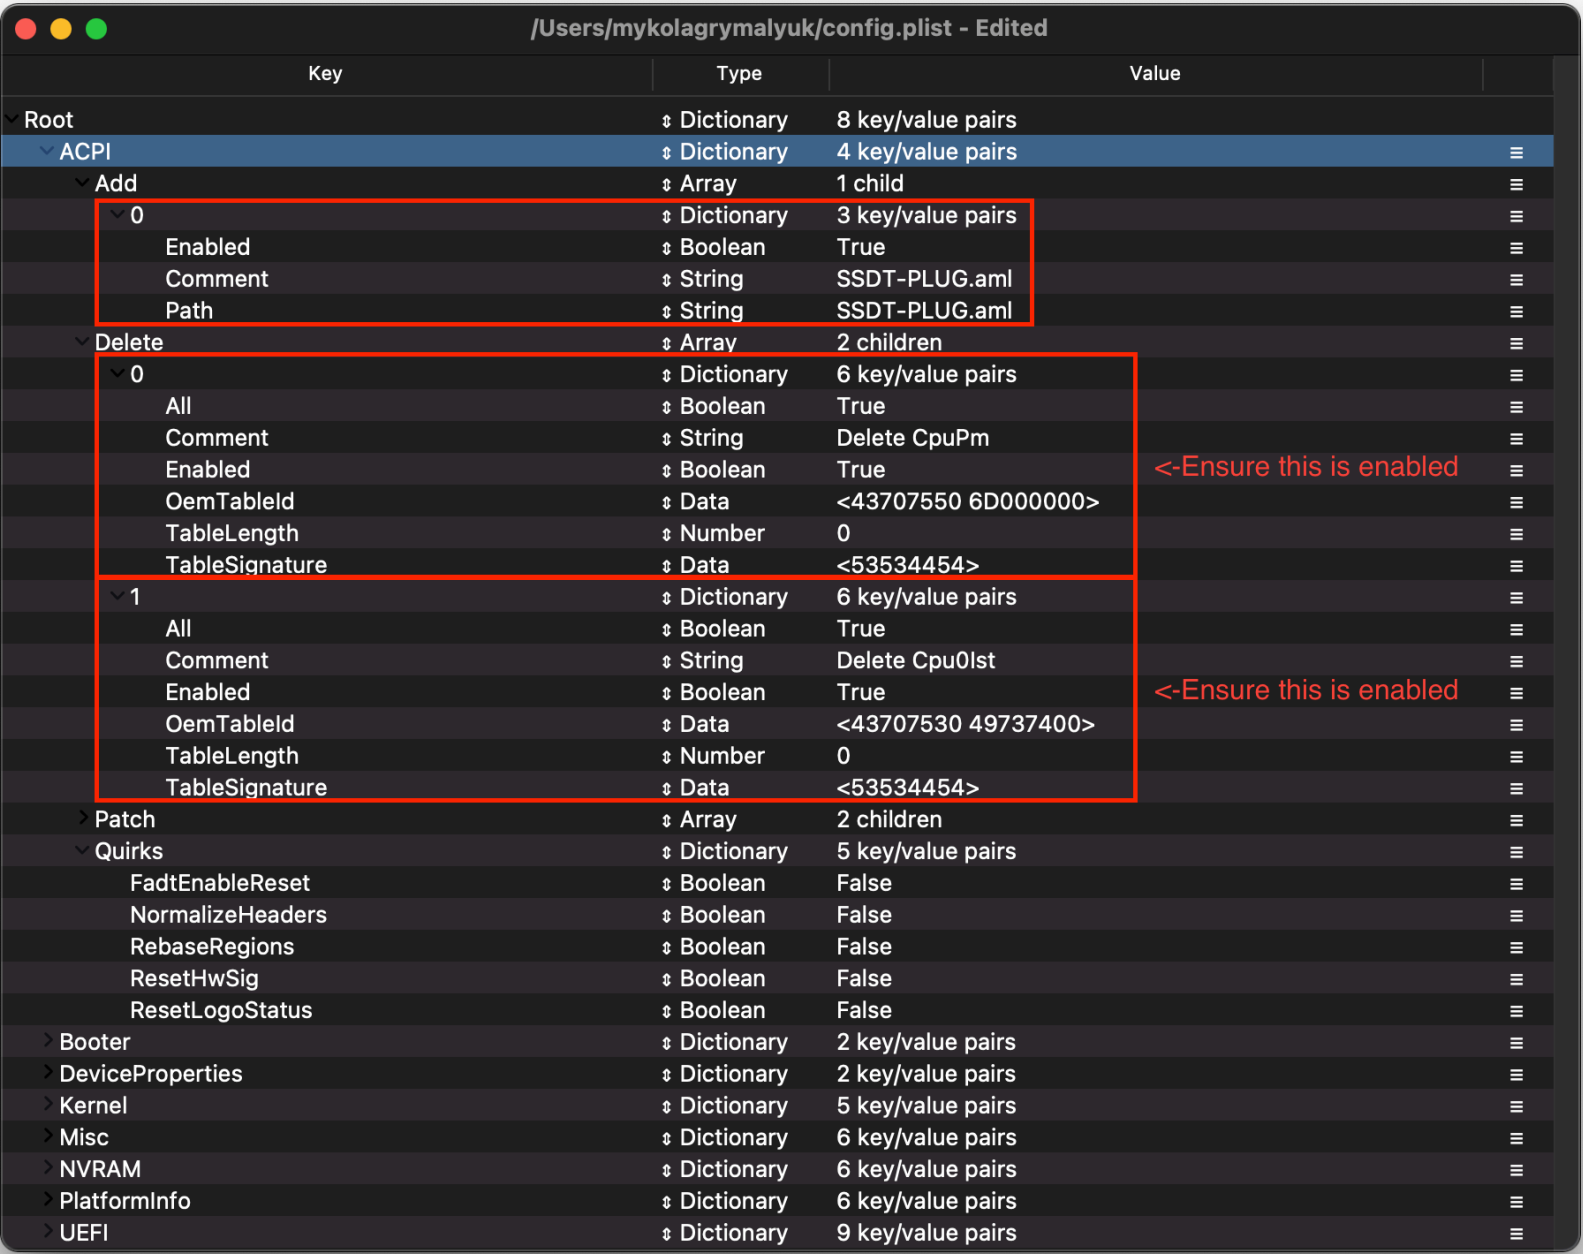 /Users/mykolagrymalyuk/config.plist - Edited
Key Type Value
Root Dictionary 8 key/value pairs
ACPI Dictionary 4 key/value pairs
Add Array 1 child
0 Dictionary 3 key/value pairs
Enabled Boolean True
Comment String SSDT-PLUG.aml
Path String SSDT-PLUG.aml
Delete Array 2 children
0 Dictionary 6 key/value pairs
All Boolean True
Comment String Delete CpuPm
Enabled Boolean True <-Ensure this is enabled
OemTableId Data <43707550 6D000000>
TableLength Number 0
TableSignature Data <53534454>
1 Dictionary 6 key/value pairs
All Boolean True
Comment String Delete Cpu0Ist
Enabled Boolean True <-Ensure this is enabled
OemTableId Data <43707530 49737400>
TableLength Number 0
TableSignature Data <53534454>
Patch Array 2 children
Quirks Dictionary 5 key/value pairs
FadtEnableReset Boolean False
NormalizeHeaders Boolean False
RebaseRegions Boolean False
ResetHwSig Boolean False
ResetLogoStatus Boolean False
Booter Dictionary 2 key/value pairs
DeviceProperties Dictionary 2 key/value pairs
Kernel Dictionary 5 key/value pairs
Misc Dictionary 6 key/value pairs
NVRAM Dictionary 6 key/value pairs
PlatformInfo Dictionary 6 key/value pairs
UEFI Dictionary 9 key/value pairs